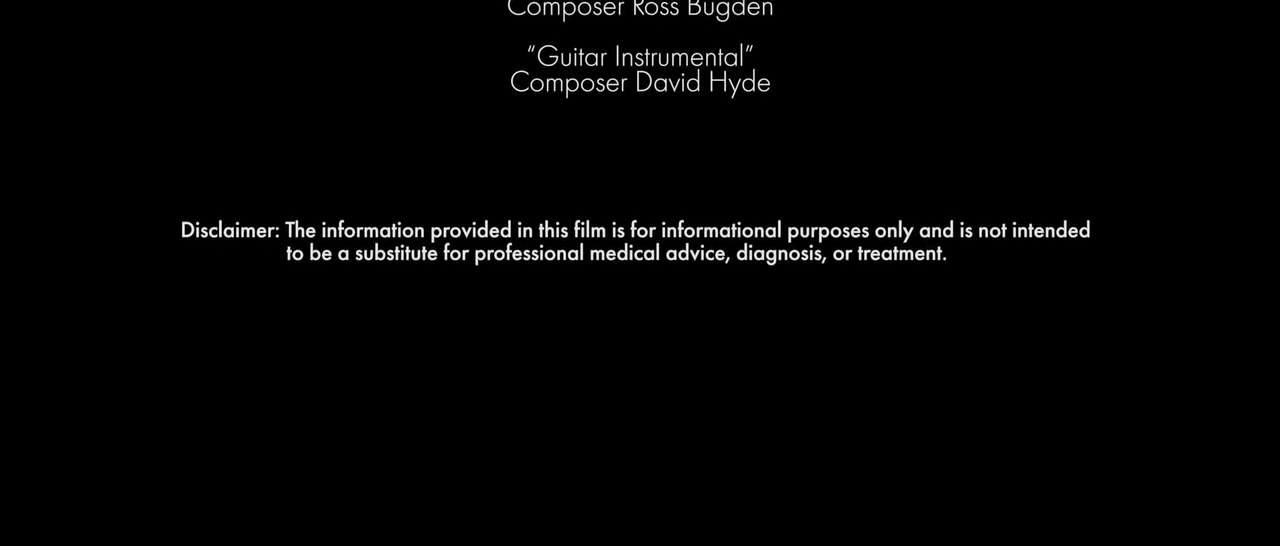 Composer Ross Bugden
“Guitar Instrumental”
Composer David Hyde
Disclaimer: The information provided in this film is for informational purposes only and is not intended
to be a substitute for professional medical advice, diagnosis, or treatment.